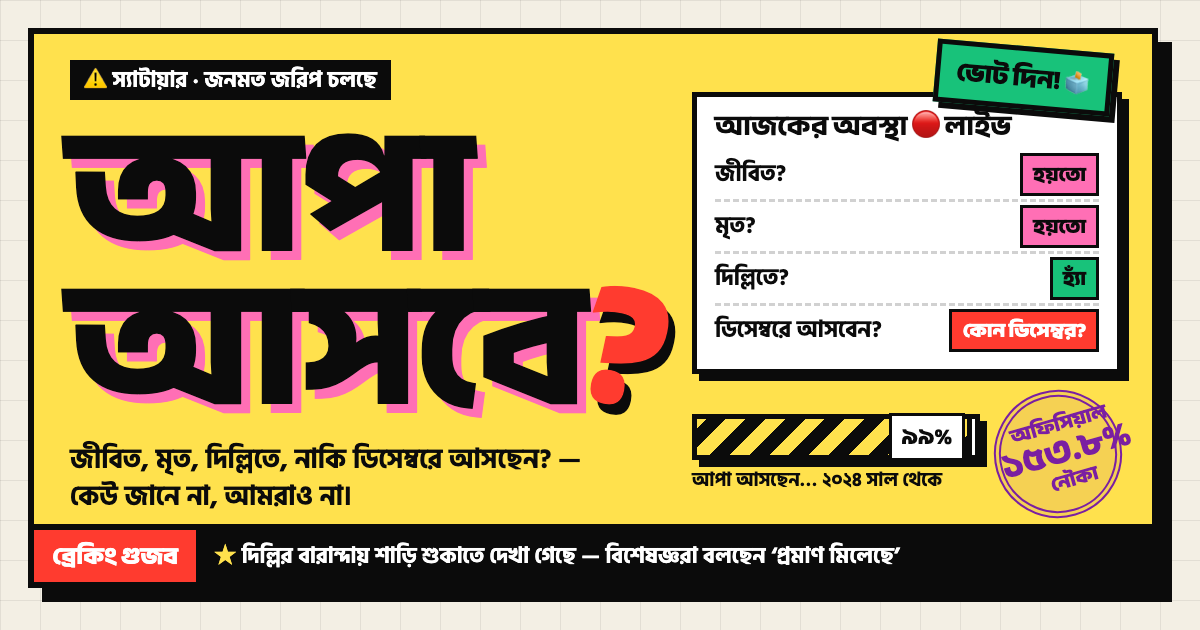 ⚠️ স্যাটায়ার · জনমত জরিপ চলছে
আপা
আসবে?
জীবিত, মৃত, দিল্লিতে, নাকি ডিসেম্বরে আসছেন? —
কেউ জানে না, আমরাও না।
ভোট দিন! 🗳️
আজকের অবস্থা 🔴 লাইভ
জীবিত? হয়তো
মৃত? হয়তো
দিল্লিতে? হ্যাঁ
ডিসেম্বরে আসবেন? কোন ডিসেম্বর?
৯৯%
আপা আসছেন... ২০২৪ সাল থেকে
অফিসিয়াল
১৫৩.৮%
নৌকা
ব্রেকিং গুজব ★ দিল্লির বারান্দায় শাড়ি শুকাতে দেখা গেছে — বিশেষজ্ঞরা বলছেন ‘প্রমাণ মিলেছে’